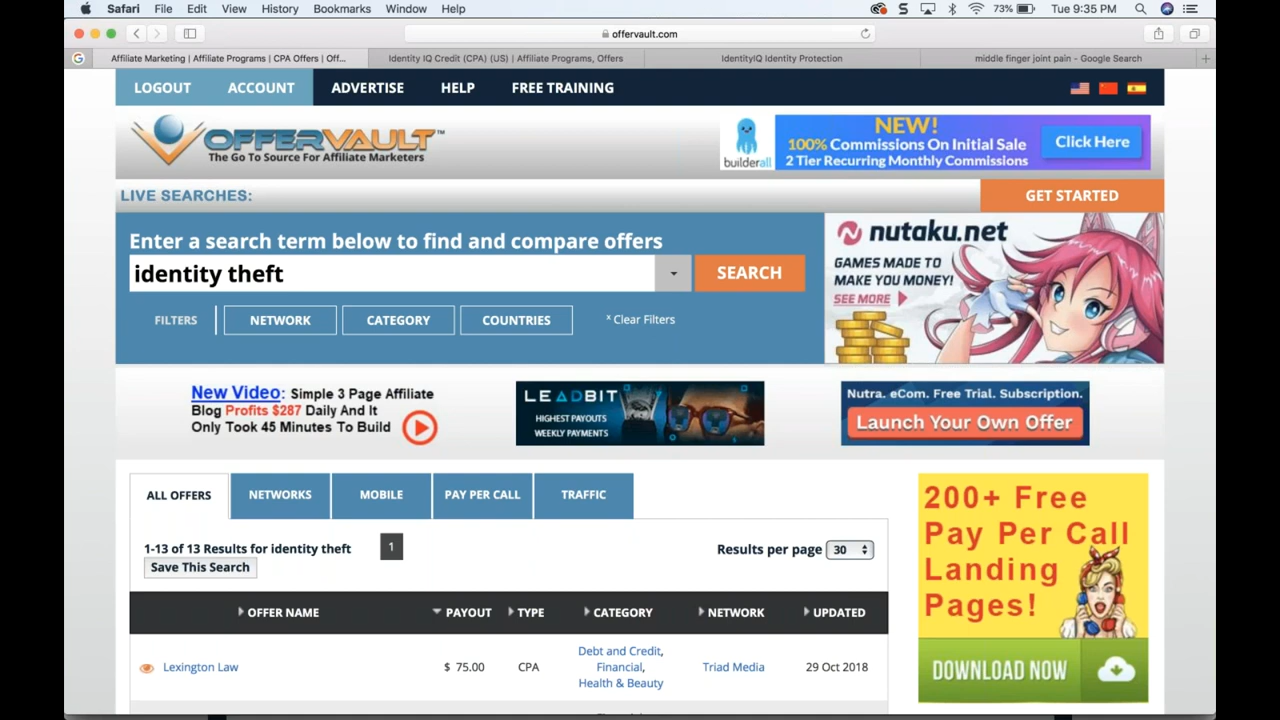 Safari File Edit View History Bookmarks Window Help 73% Tue 9:35 PM
offervault.com
Affiliate Marketing | Affiliate Programs | CPA Offers | Off... Identity IQ Credit (CPA) (US) | Affiliate Programs, Offers IdentityIQ Identity Protection middle finger joint pain - Google Search
LOGOUT ACCOUNT ADVERTISE HELP FREE TRAINING
OFFERVAULT™
The Go To Source For Affiliate Marketers
builderall
NEW!
100% Commissions On Initial Sale
2 Tier Recurring Monthly Commissions
Click Here
LIVE SEARCHES:
GET STARTED
Enter a search term below to find and compare offers
identity theft
SEARCH
FILTERS NETWORK CATEGORY COUNTRIES x Clear Filters
nutaku.net
GAMES MADE TO
MAKE YOU MONEY!
SEE MORE
New Video: Simple 3 Page Affiliate
Blog Profits $287 Daily And It
Only Took 45 Minutes To Build
LEADBIT
HIGHEST PAYOUTS
WEEKLY PAYMENTS
Nutra. eCom. Free Trial. Subscription.
Launch Your Own Offer
ALL OFFERS NETWORKS MOBILE PAY PER CALL TRAFFIC
1-13 of 13 Results for identity theft 1 Results per page 30
Save This Search
OFFER NAME PAYOUT TYPE CATEGORY NETWORK UPDATED
Lexington Law $ 75.00 CPA Debt and Credit, Financial, Health & Beauty Triad Media 29 Oct 2018
200+ Free
Pay Per Call
Landing
Pages!
DOWNLOAD NOW